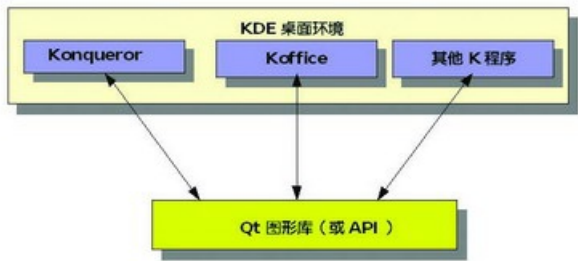 KDE 桌面环境
Konqueror
Koffice
其他 K 程序
Qt 图形库（或 API ）